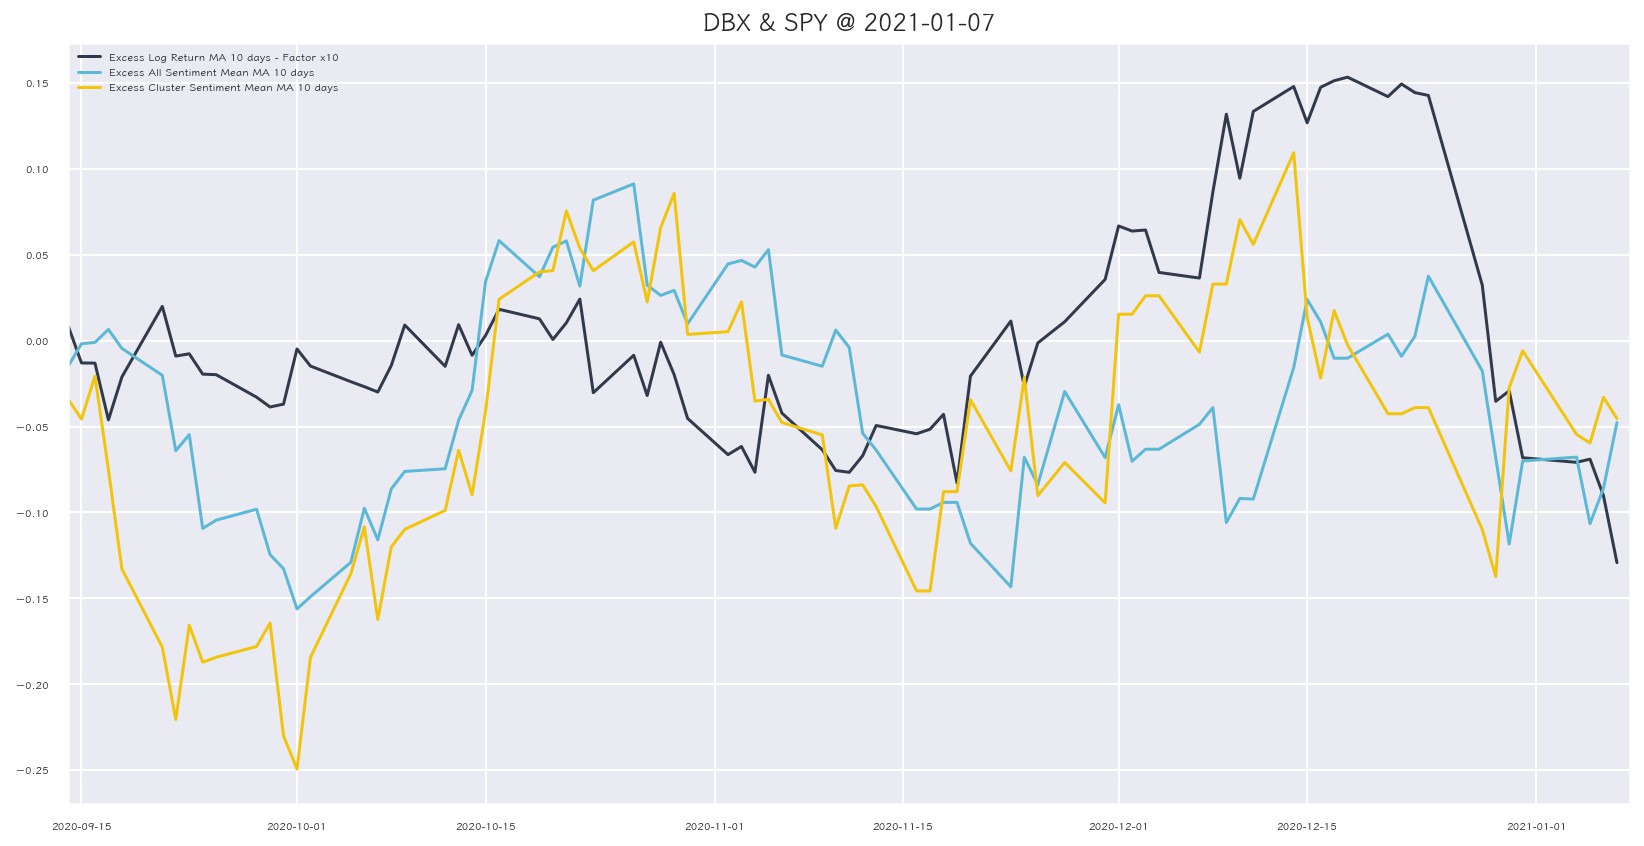 DBX & SPY @ 2021-01-07
Excess Log Return MA 10 days - Factor x10
Excess All Sentiment Mean MA 10 days
Excess Cluster Sentiment Mean MA 10 days
0.15
0.10
0.05
0.00
−0.05
−0.10
−0.15
−0.20
−0.25
2020-09-15 2020-10-01 2020-10-15 2020-11-01 2020-11-15 2020-12-01 2020-12-15 2021-01-01